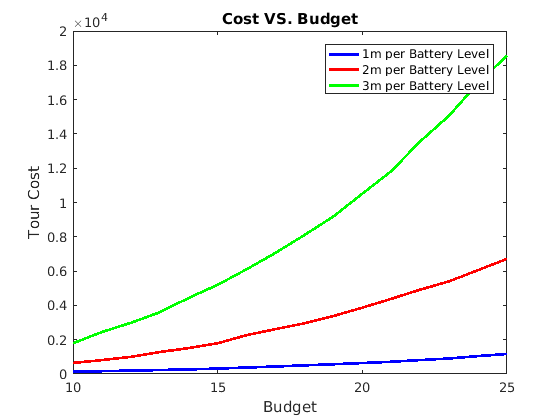 Cost VS. Budget
×10⁴
2
1.8
1.6
1.4
1.2
1
0.8
0.6
0.4
0.2
0
Tour Cost
1m per Battery Level
2m per Battery Level
3m per Battery Level
10 15 20 25
Budget